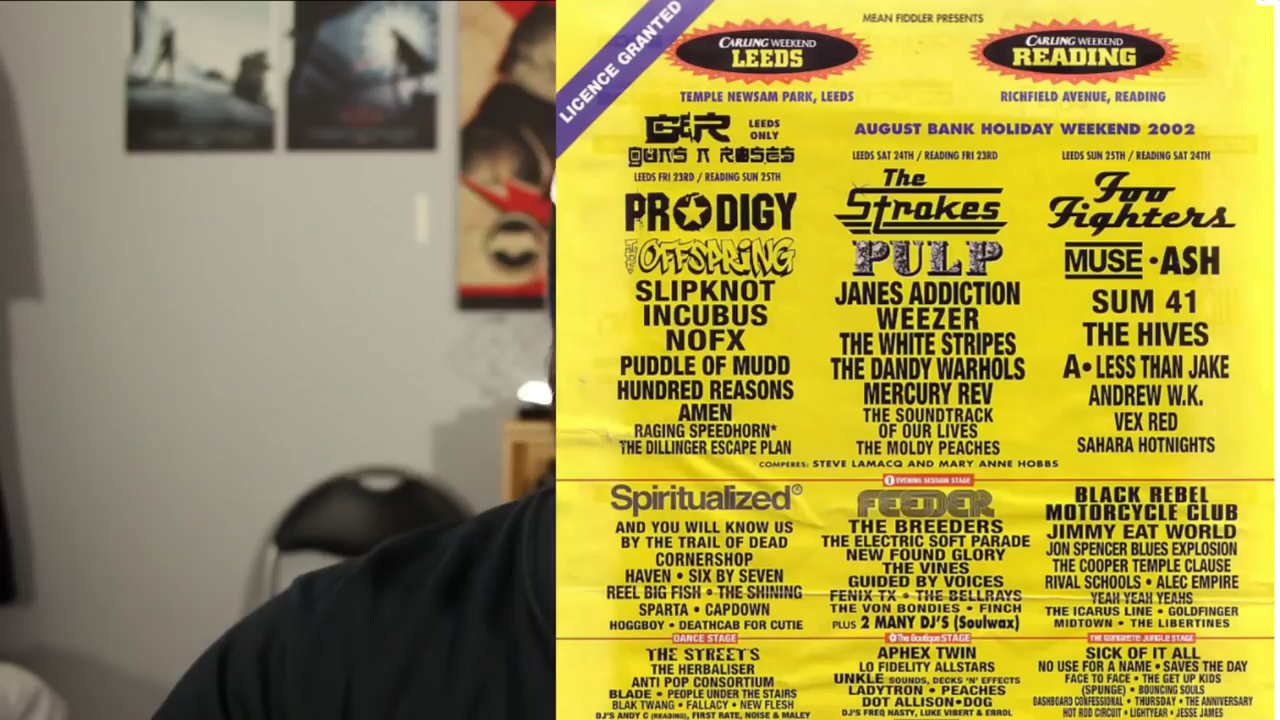 LICENCE GRANTED
MEAN FIDDLER PRESENTS
CARLING WEEKEND
LEEDS
CARLING WEEKEND
READING
TEMPLE NEWSAM PARK, LEEDS
RICHFIELD AVENUE, READING
AUGUST BANK HOLIDAY WEEKEND 2002
G&R
LEEDS
ONLY
GUNS N ROSES
LEEDS FRI 23RD / READING SUN 25TH
PRODIGY
THE OFFSPRING
SLIPKNOT
INCUBUS
NOFX
PUDDLE OF MUDD
HUNDRED REASONS
AMEN
RAGING SPEEDHORN*
THE DILLINGER ESCAPE PLAN
LEEDS SAT 24TH / READING FRI 23RD
The
Strokes
PULP
JANES ADDICTION
WEEZER
THE WHITE STRIPES
THE DANDY WARHOLS
MERCURY REV
THE SOUNDTRACK
OF OUR LIVES
THE MOLDY PEACHES
LEEDS SUN 25TH / READING SAT 24TH
Foo
Fighters
MUSE • ASH
SUM 41
THE HIVES
A • LESS THAN JAKE
ANDREW W.K.
VEX RED
SAHARA HOTNIGHTS
COMPERES: STEVE LAMACQ AND MARY ANNE HOBBS
1 EVENING SESSION STAGE
Spiritualized®
AND YOU WILL KNOW US
BY THE TRAIL OF DEAD
CORNERSHOP
HAVEN • SIX BY SEVEN
REEL BIG FISH • THE SHINING
SPARTA • CAPDOWN
HOGGBOY • DEATHCAB FOR CUTIE
FEEDER
THE BREEDERS
THE ELECTRIC SOFT PARADE
NEW FOUND GLORY
THE VINES
GUIDED BY VOICES
FENIX TX • THE BELLRAYS
THE VON BONDIES • FINCH
PLUS 2 MANY DJ'S (Soulwax)
BLACK REBEL
MOTORCYCLE CLUB
JIMMY EAT WORLD
JON SPENCER BLUES EXPLOSION
THE COOPER TEMPLE CLAUSE
RIVAL SCHOOLS • ALEC EMPIRE
YEAH YEAH YEAHS
THE ICARUS LINE • GOLDFINGER
MIDTOWN • THE LIBERTINES
DANCE STAGE
THE STREETS
THE HERBALISER
ANTI POP CONSORTIUM
BLADE • PEOPLE UNDER THE STAIRS
BLAK TWANG • FALLACY • NEW FLESH
DJ'S ANDY C (READING), FIRST RATE, NOISE & MALEY
The Boutique STAGE
APHEX TWIN
LO FIDELITY ALLSTARS
UNKLE SOUNDS, DECKS 'N' EFFECTS
LADYTRON • PEACHES
DOT ALLISON • DOG
DJ'S FREQ NASTY, LUKE VIBERT & ERROL
THE CONCRETE JUNGLE STAGE
SICK OF IT ALL
NO USE FOR A NAME • SAVES THE DAY
FACE TO FACE • THE GET UP KIDS
(SPUNGE) • BOUNCING SOULS
DASHBOARD CONFESSIONAL • THURSDAY • THE ANNIVERSARY
HOT ROD CIRCUIT • LIGHTYEAR • JESSE JAMES